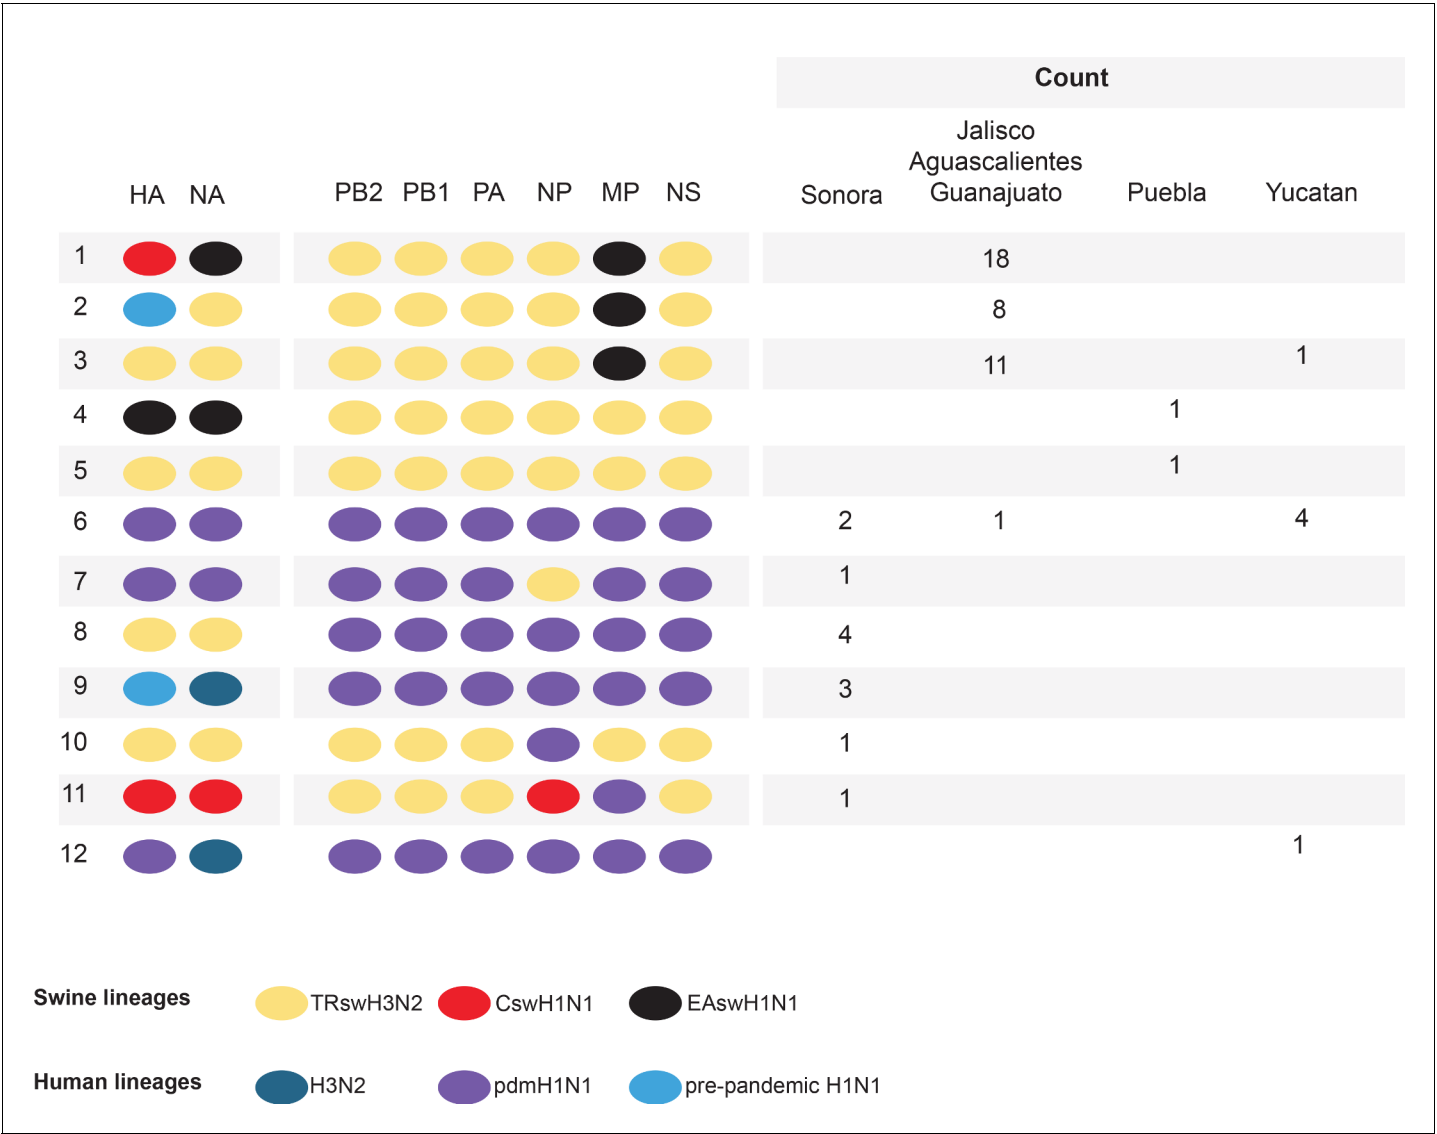 Count
Jalisco
Aguascalientes
HA NA PB2 PB1 PA NP MP NS Sonora Guanajuato Puebla Yucatan
1 18
2 8
3 11 1
4 1
5 1
6 2 1 4
7 1
8 4
9 3
10 1
11 1
12 1
Swine lineages TRswH3N2 CswH1N1 EAswH1N1
Human lineages H3N2 pdmH1N1 pre-pandemic H1N1